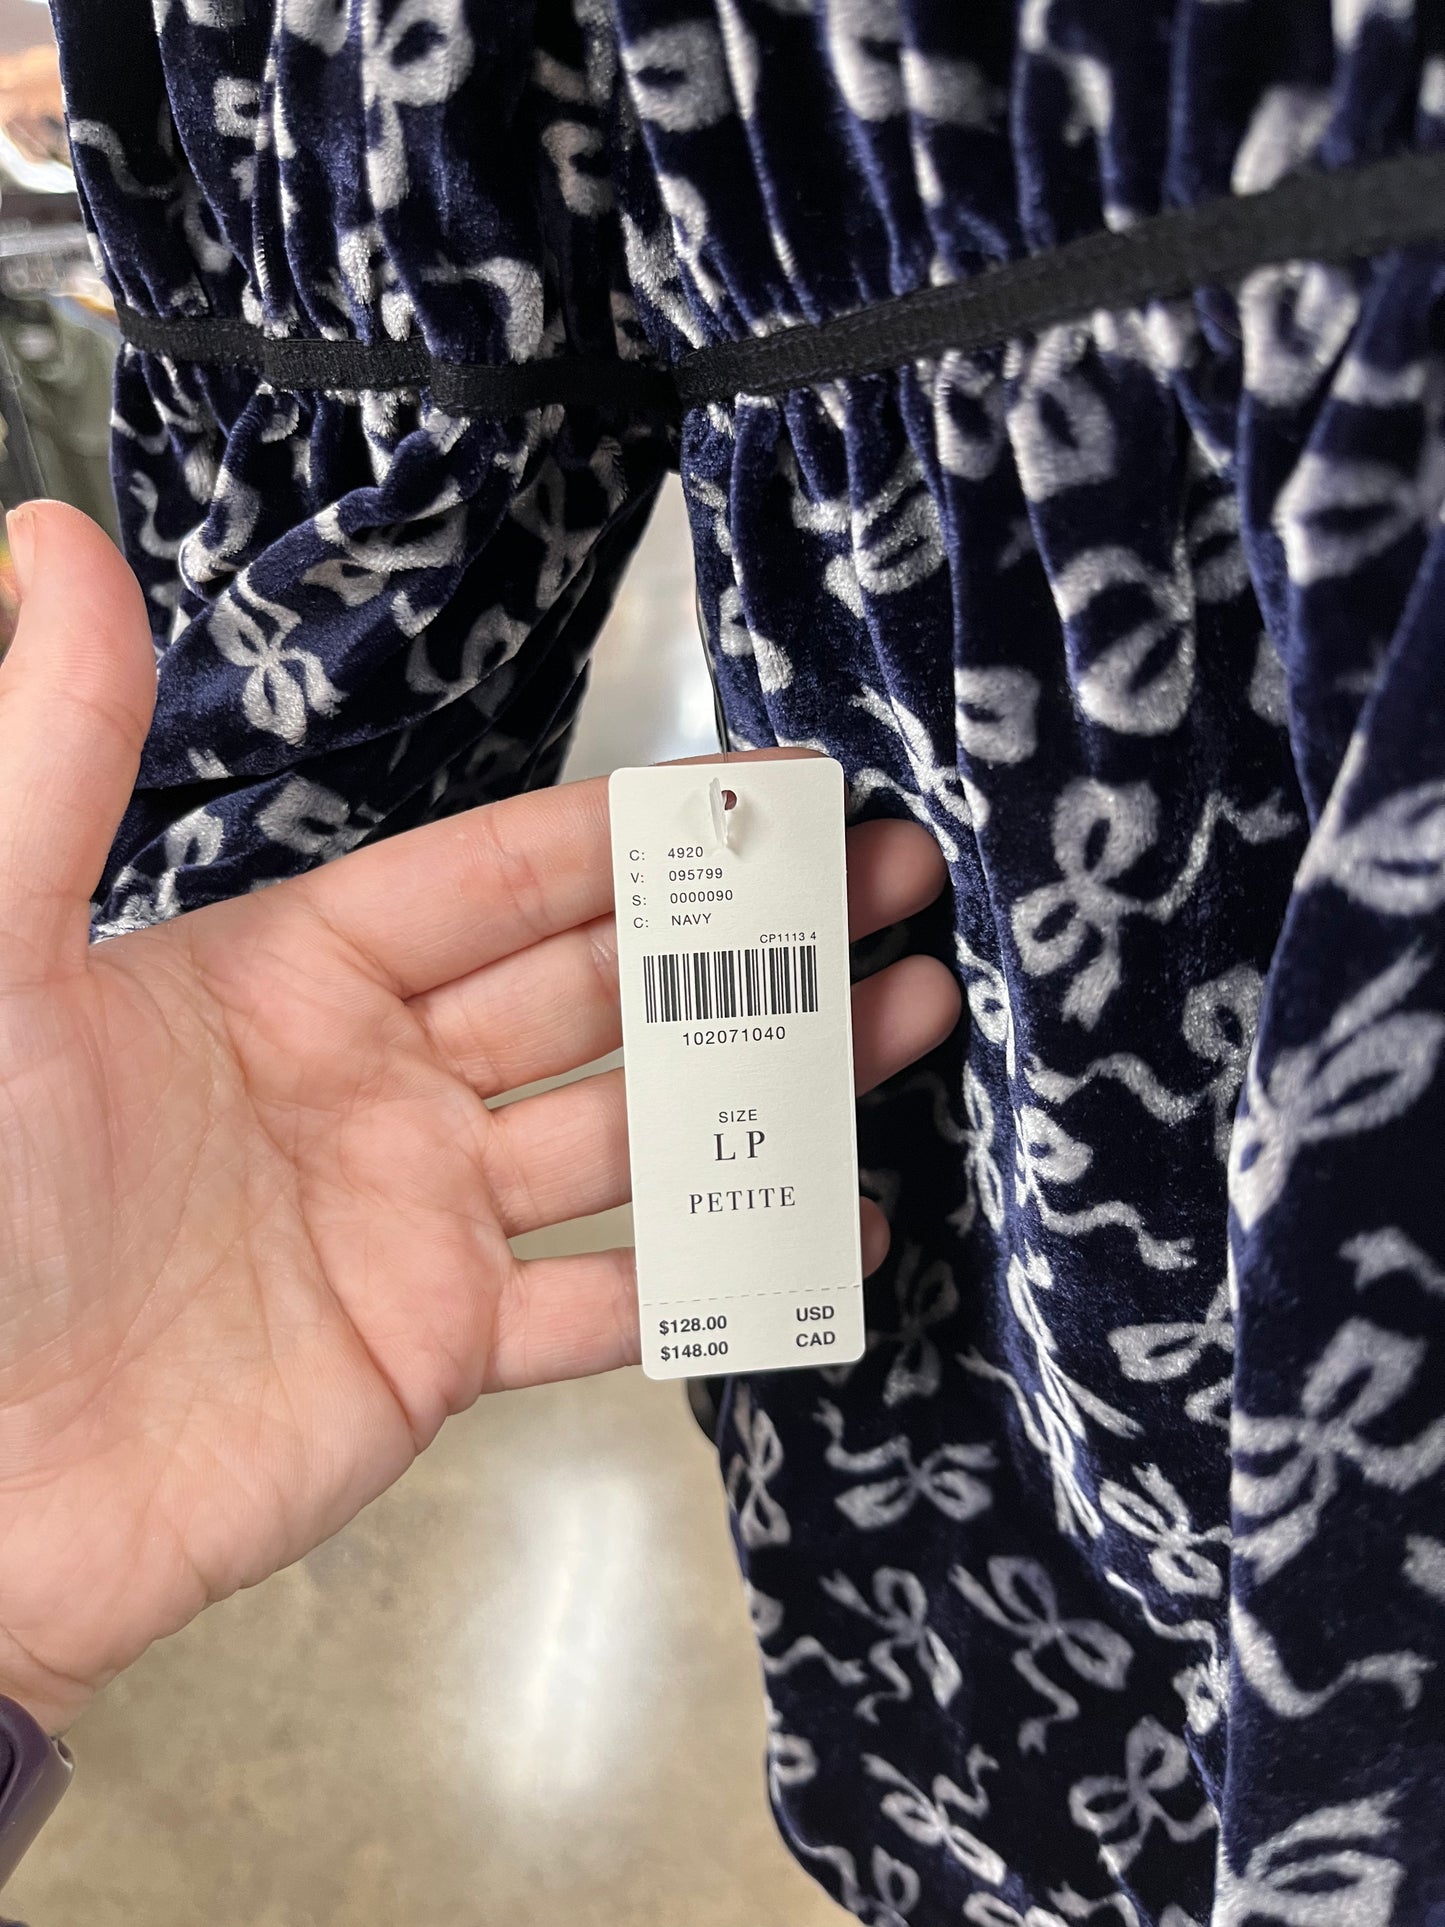 C: 4920
V: 095799
S: 0000090
C: NAVY
CP1113 4
102071040
SIZE
LP
PETITE
$128.00 USD
$148.00 CAD